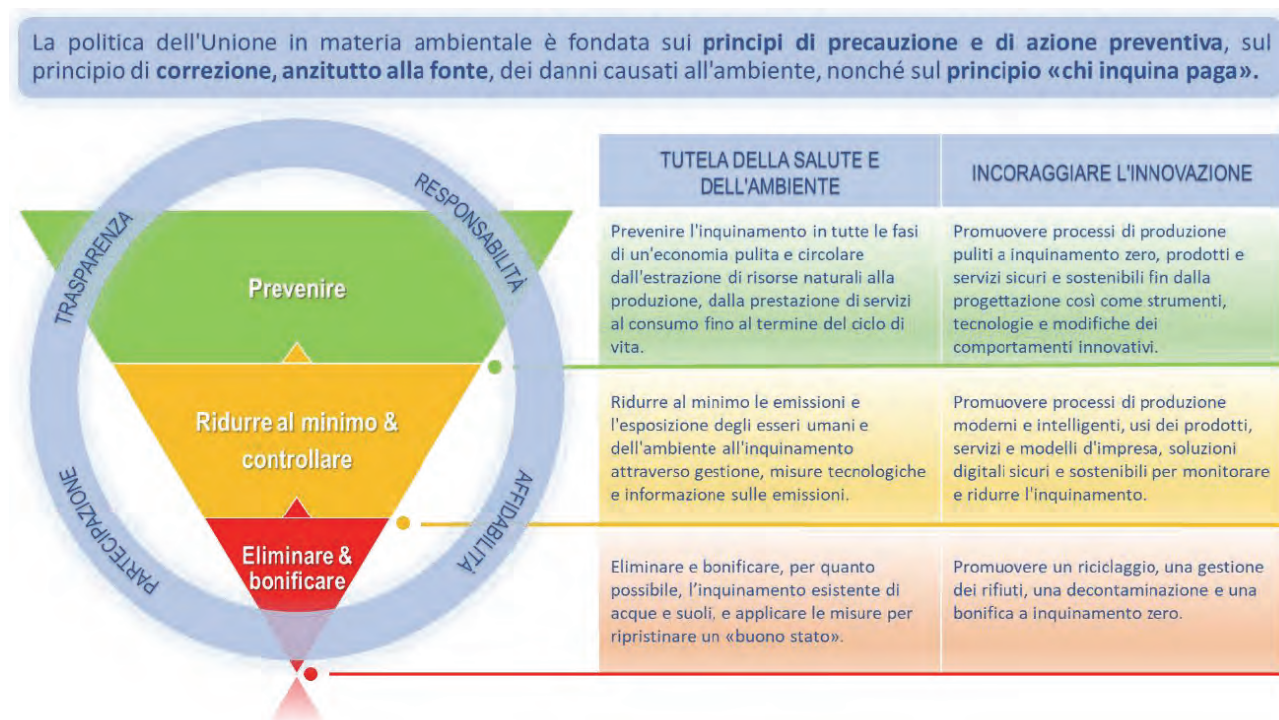 La politica dell'Unione in materia ambientale è fondata sui principi di precauzione e di azione preventiva, sul
principio di correzione, anzitutto alla fonte, dei danni causati all'ambiente, nonché sul principio «chi inquina paga».
TRASPARENZA
RESPONSABILITÀ
PARTECIPAZIONE
AFFIDABILITÀ
Prevenire
Ridurre al minimo &
controllare
Eliminare &
bonificare
TUTELA DELLA SALUTE E
DELL'AMBIENTE
INCORAGGIARE L'INNOVAZIONE
Prevenire l'inquinamento in tutte le fasi
di un'economia pulita e circolare
dall'estrazione di risorse naturali alla
produzione, dalla prestazione di servizi
al consumo fino al termine del ciclo di
vita.
Promuovere processi di produzione
puliti a inquinamento zero, prodotti e
servizi sicuri e sostenibili fin dalla
progettazione così come strumenti,
tecnologie e modifiche dei
comportamenti innovativi.
Ridurre al minimo le emissioni e
l'esposizione degli esseri umani e
dell'ambiente all'inquinamento
attraverso gestione, misure tecnologiche
e informazione sulle emissioni.
Promuovere processi di produzione
moderni e intelligenti, usi dei prodotti,
servizi e modelli d'impresa, soluzioni
digitali sicuri e sostenibili per monitorare
e ridurre l'inquinamento.
Eliminare e bonificare, per quanto
possibile, l'inquinamento esistente di
acque e suoli, e applicare le misure per
ripristinare un «buono stato».
Promuovere un riciclaggio, una gestione
dei rifiuti, una decontaminazione e una
bonifica a inquinamento zero.